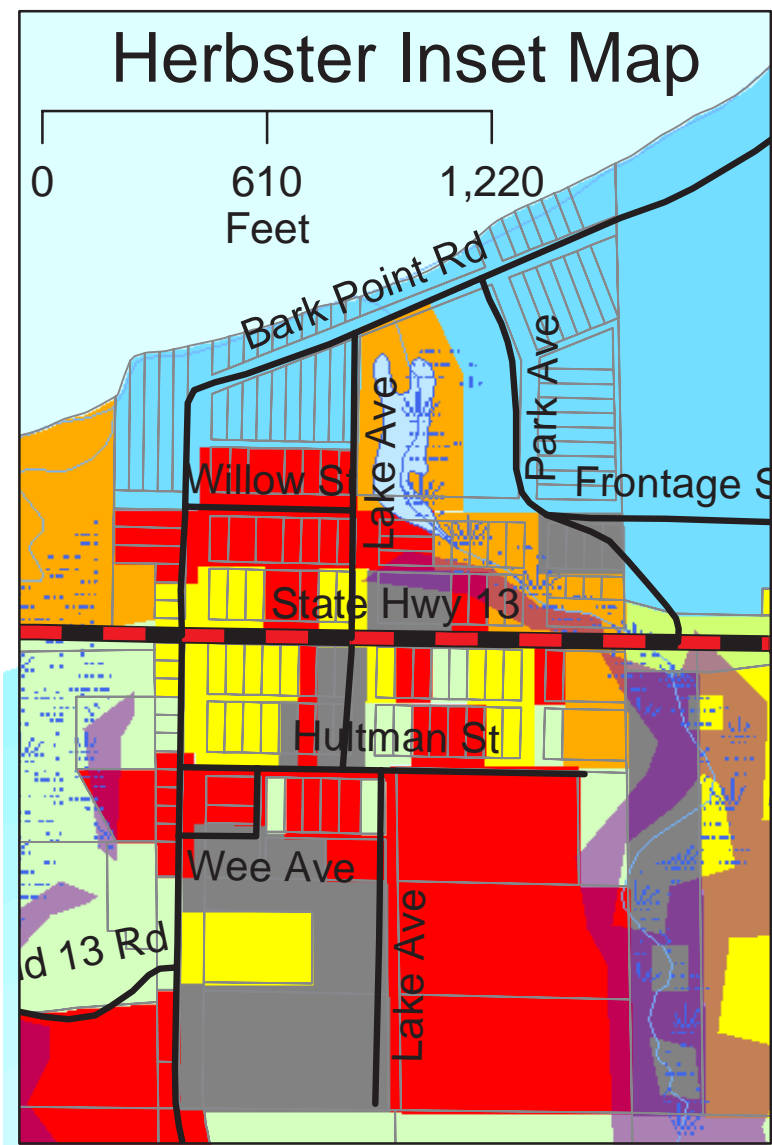 Herbster Inset Map
0
610
1,220
Feet
Bark Point Rd
Park Ave
Lake Ave
Willow St
Frontage S
State Hwy 13
Hultman St
Wee Ave
Lake Ave
ld 13 Rd